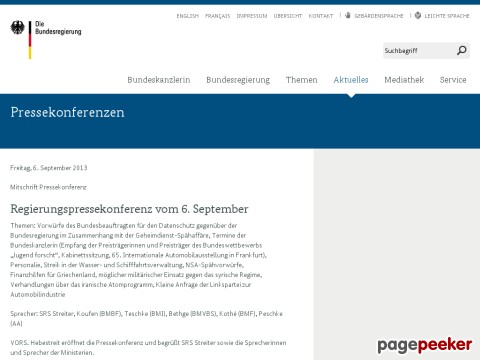 ENGLISH FRANÇAIS IMPRESSUM ÜBERSICHT KONTAKT GEBÄRDENSPRACHE LEICHTE SPRACHE
Die
Bundesregierung
Suchbegriff
Bundeskanzlerin Bundesregierung Themen Aktuelles Mediathek Service
Pressekonferenzen
Freitag, 6. September 2013
Mitschrift Pressekonferenz
Regierungspressekonferenz vom 6. September
Themen: Vorwürfe des Bundesbeauftragten für den Datenschutz gegenüber der
Bundesregierung im Zusammenhang mit der Geheimdienst-Spähaffäre, Termine der
Bundeskanzlerin (Empfang der Preisträgerinnen und Preisträger des Bundeswettbewerbs
„Jugend forscht“, Kabinettssitzung, 65. Internationale Automobilausstellung in Frankfurt),
Personalie, Streik in der Wasser- und Schifffahrtsverwaltung, NSA-Spähvorwürfe,
Finanzhilfen für Griechenland, möglicher militärischer Einsatz gegen das syrische Regime,
Verhandlungen über das iranische Atomprogramm, Kleine Anfrage der Linkspartei zur
Automobilindustrie
Sprecher: SRS Streiter, Koufen (BMBF), Teschke (BMI), Bethge (BMVBS), Kothé (BMF), Peschke
(AA)
VORS. Hebestreit eröffnet die Pressekonferenz und begrüßt SRS Streiter sowie die Sprecherinnen
und Sprecher der Ministerien.
pagepeeker